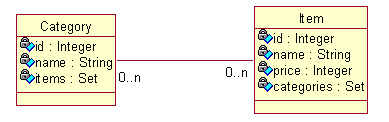 Category
id : Integer
name : String
items : Set
0..n
0..n
Item
id : Integer
name : String
price : Integer
categories : Set